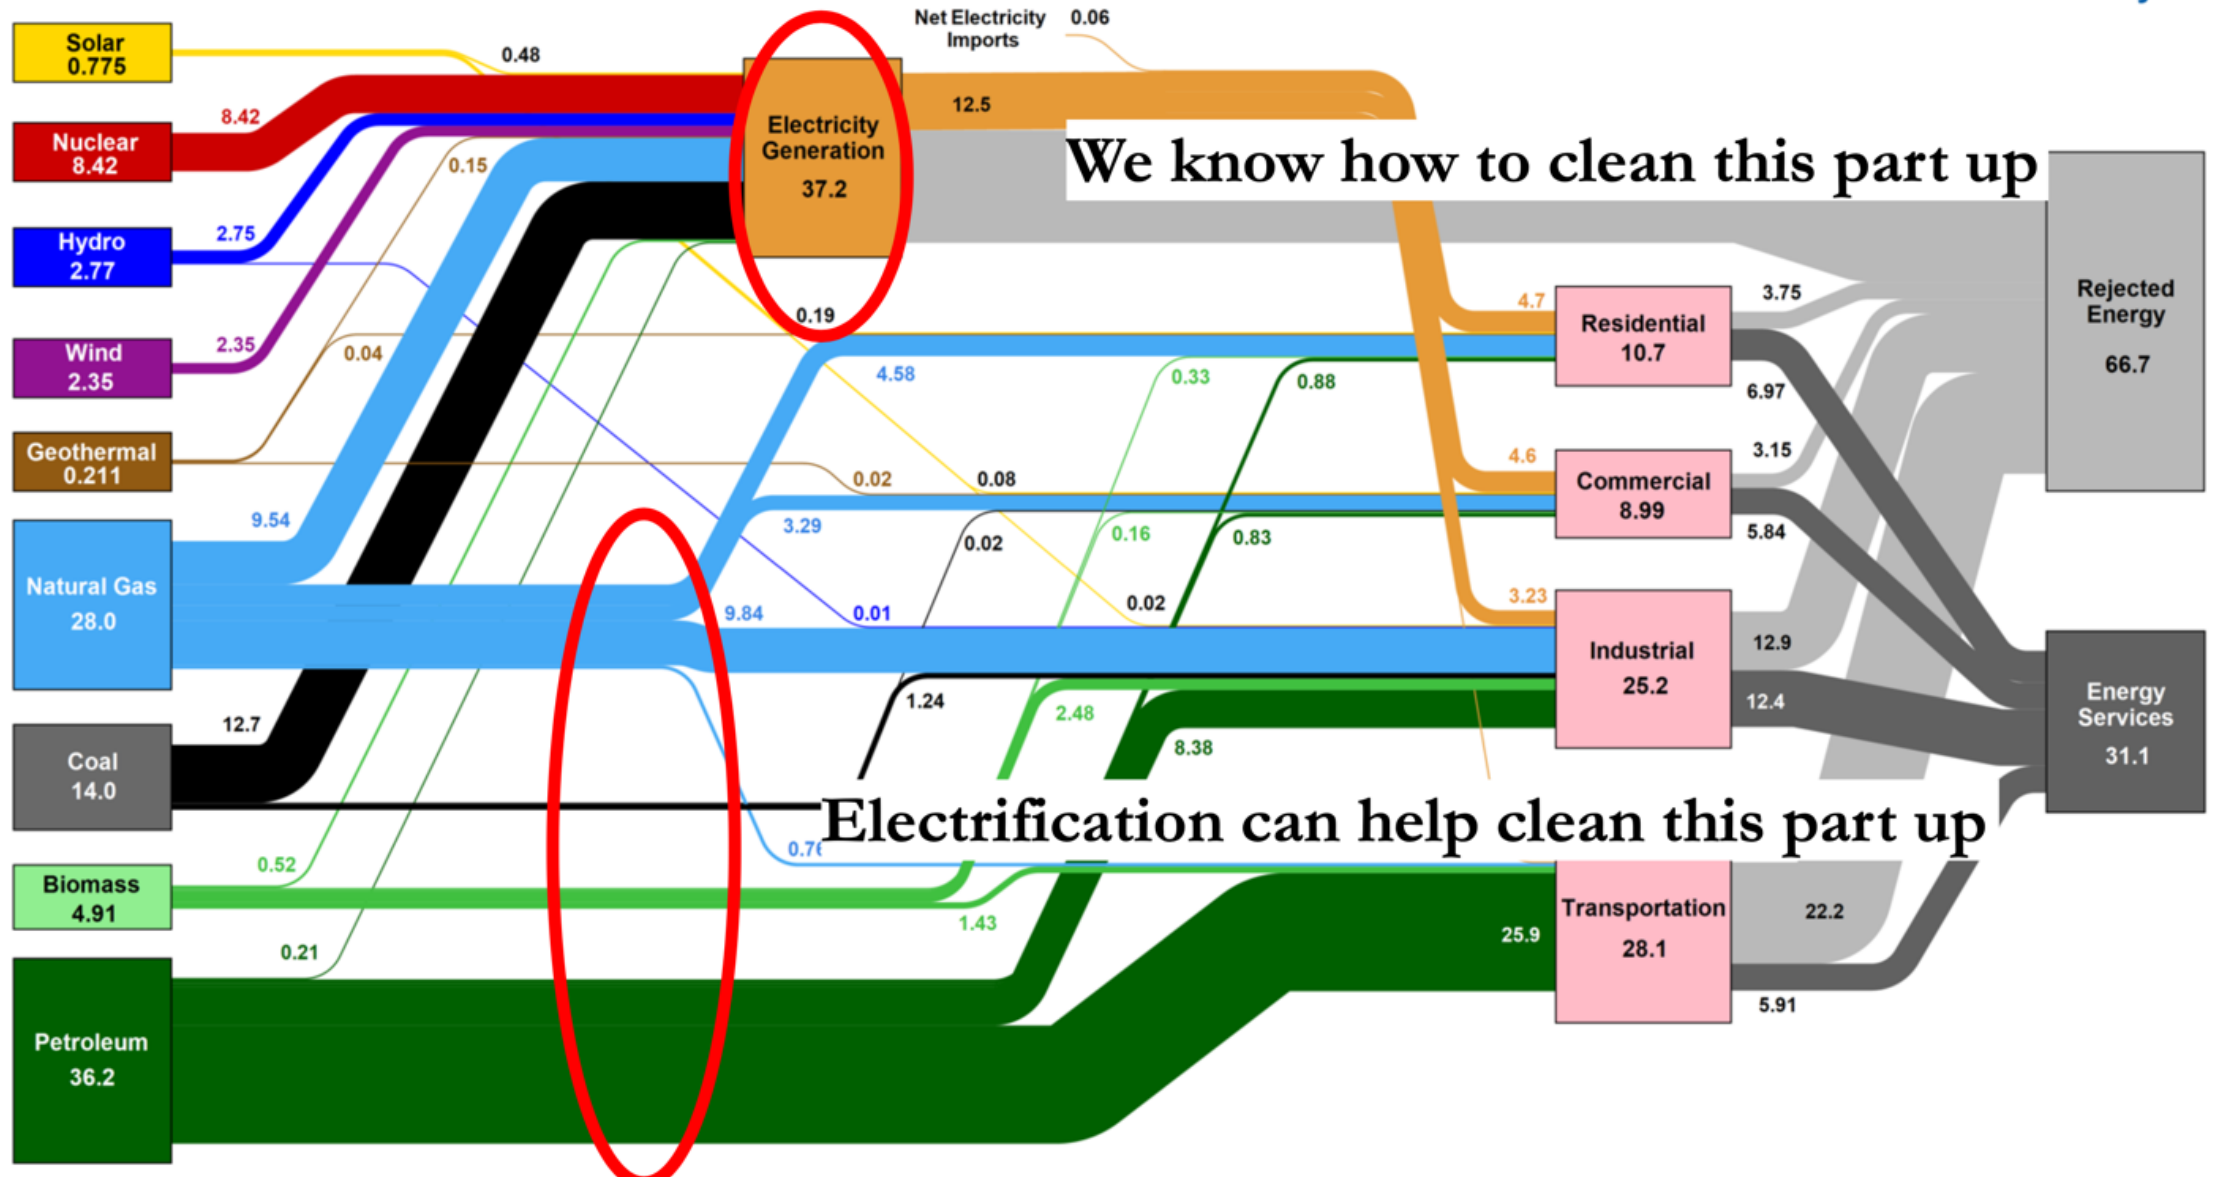 Solar
0.775
Nuclear
8.42
Hydro
2.77
Wind
2.35
Geothermal
0.211
Natural Gas
28.0
Coal
14.0
Biomass
4.91
Petroleum
36.2
0.48
8.42
2.75
2.35
0.15
0.04
9.54
12.7
0.52
0.21
Electricity
Generation
37.2
Net Electricity
Imports
0.06
12.5
We know how to clean this part up
0.19
4.58
0.33
0.88
0.02
0.08
3.29
0.02
0.16
0.83
9.84
0.01
0.02
1.24
2.48
8.38
Electrification can help clean this part up
1.43
25.9
4.7
4.6
3.23
Residential
10.7
Commercial
8.99
Industrial
25.2
Transportation
28.1
3.75
6.97
3.15
5.84
12.9
12.4
22.2
5.91
Rejected
Energy
66.7
Energy
Services
31.1